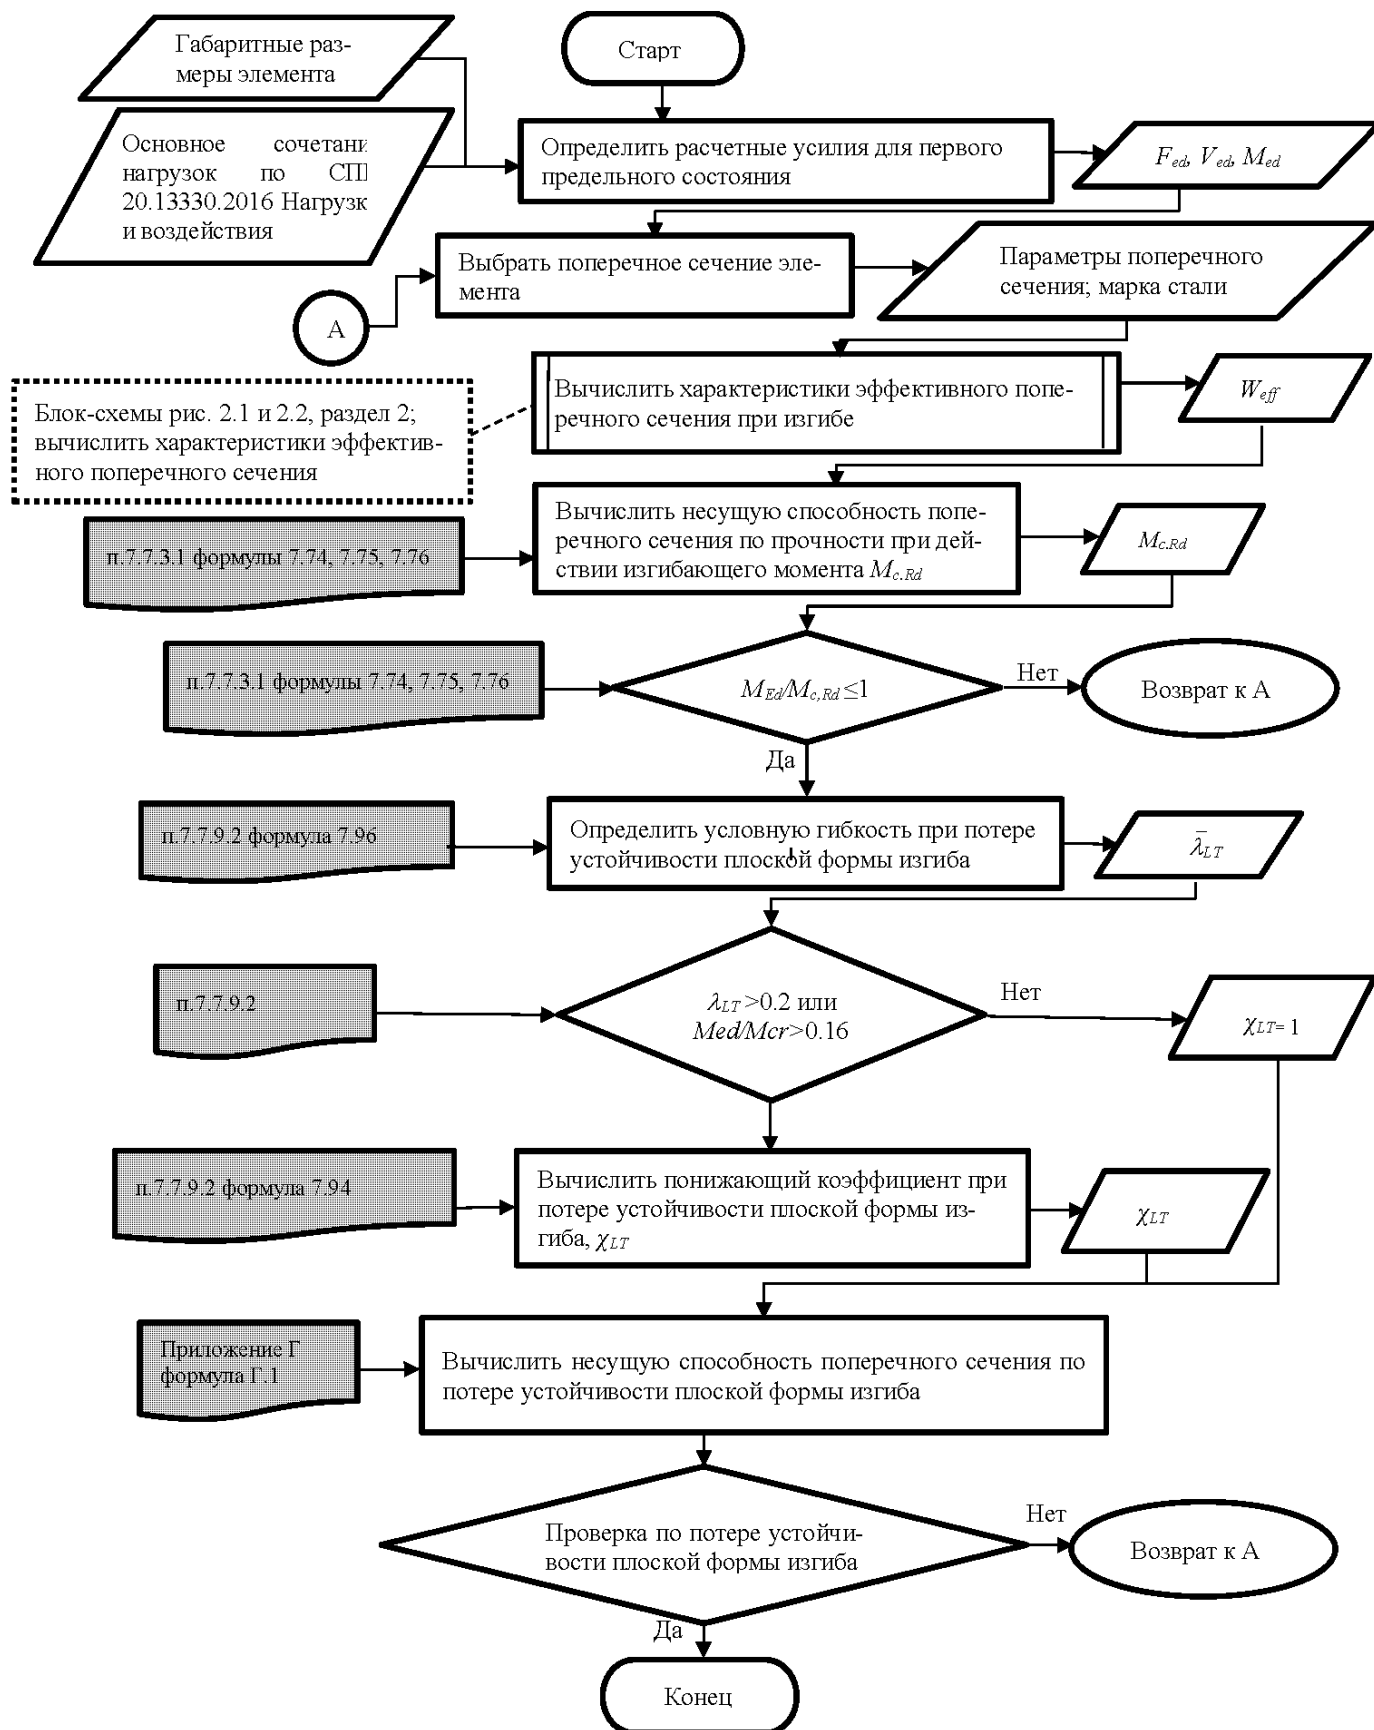 Габаритные раз-
меры элемента
Старт
Основное сочетани
нагрузок по СП
20.13330.2016 Нагрузк
и воздействия
Определить расчетные усилия для первого
предельного состояния
Fed, Ved, Med
Выбрать поперечное сечение эле-
мента
Параметры поперечного
сечения; марка стали
А
Блок-схемы рис. 2.1 и 2.2, раздел 2;
вычислить характеристики эффектив-
ного поперечного сечения
Вычислить характеристики эффективного попе-
речного сечения при изгибе
Weff
п.7.7.3.1 формулы 7.74, 7.75, 7.76
Вычислить несущую способность попе-
речного сечения по прочности при дей-
ствии изгибающего момента Mc.Rd
Mc.Rd
п.7.7.3.1 формулы 7.74, 7.75, 7.76
MEd/Mc,Rd ≤1
Нет
Возврат к А
Да
п.7.7.9.2 формула 7.96
Определить условную гибкость при потере
устойчивости плоской формы изгиба
λ̄LT
п.7.7.9.2
λLT >0.2 или
Med/Mcr>0.16
Нет
χLT= 1
п.7.7.9.2 формула 7.94
Вычислить понижающий коэффициент при
потере устойчивости плоской формы из-
гиба, χLT
χLT
Приложение Г
формула Г.1
Вычислить несущую способность поперечного сечения по
потере устойчивости плоской формы изгиба
Проверка по потере устойчи-
вости плоской формы изгиба
Нет
Возврат к А
Да
Конец